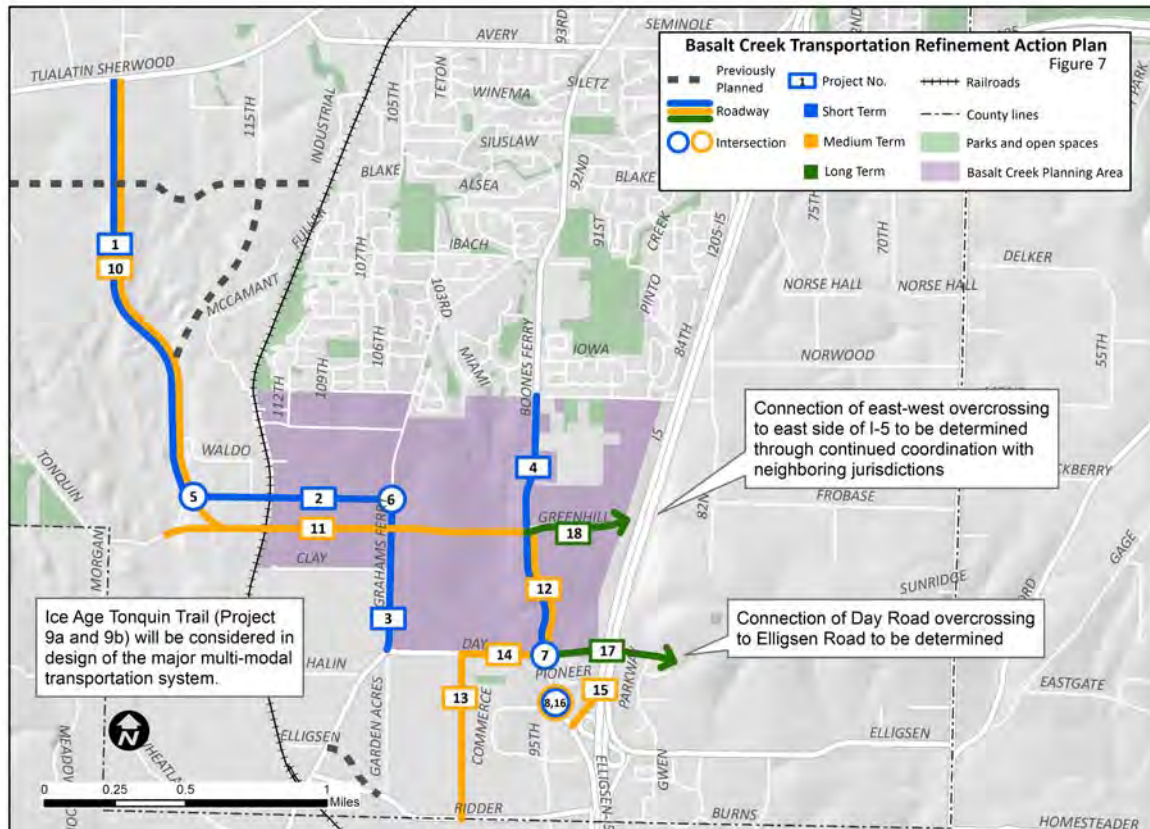 Basalt Creek Transportation Refinement Action Plan
Figure 7
Previously
Planned
1
Project No.
Railroads
Roadway
Short Term
County lines
Intersection
Medium Term
Parks and open spaces
Long Term
Basalt Creek Planning Area
SEMINOLE
93RD
AVERY
TUALATIN SHERWOOD
115TH
INDUSTRIAL
105TH
TETON
WINEMA
SILETZ
SIUSLAW
92ND
BLAKE
ALSEA
BLAKE
91ST
CREEK
PINTO
I205-I5
75TH
70TH
FULLER
107TH
IBACH
1
10
MCCAMANT
103RD
DELKER
NORSE HALL
NORSE HALL
106TH
109TH
112TH
MIAMI
BOONES FERRY
IOWA
84TH
NORWOOD
55TH
I5
Connection of east-west overcrossing
to east side of I-5 to be determined
through continued coordination with
neighboring jurisdictions
WALDO
TONQUIN
4
5
2
6
82N
FROBASE
GREENHILL
11
18
GRAHAMS FERRY
CLAY
MORGAN
12
SUNRIDGE
GAGE
3
Ice Age Tonquin Trail (Project
9a and 9b) will be considered in
design of the major multi-modal
transportation system.
Connection of Day Road overcrossing
to Elligsen Road to be determined
DAY
14
7
17
HALIN
PIONEER
13
15
8,16
PARKWAY
EASTGATE
COMMERCE
95TH
GARDEN ACRES
ELLIGSEN
ELLIGSEN
GWEN
ELLIGSEN-I5
N
0
0.25
0.5
1
Miles
RIDDER
BURNS
HOMESTEADER